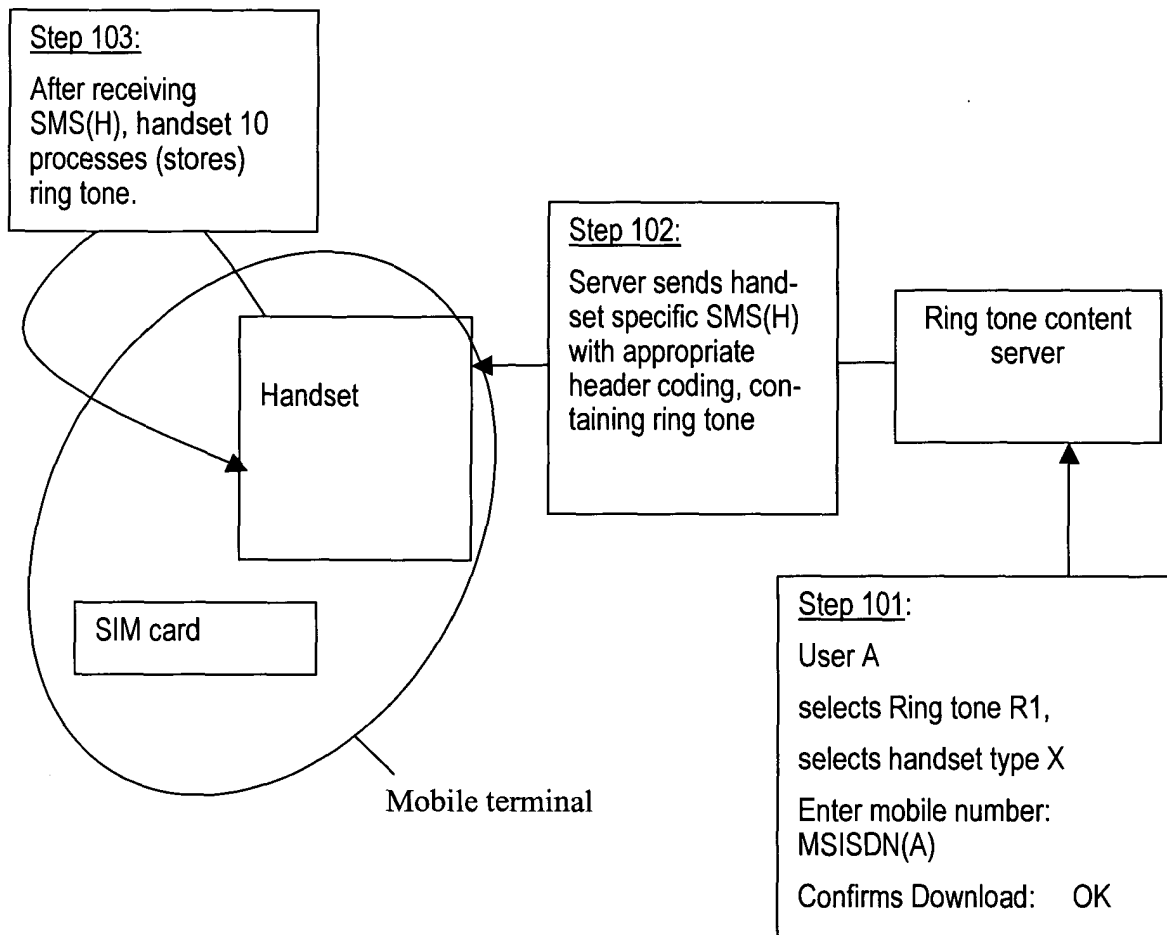 Step 103:
After receiving
SMS(H), handset 10
processes (stores)
ring tone.
Step 102:
Server sends hand-
set specific SMS(H)
with appropriate
header coding, con-
taining ring tone
Ring tone content
server
Handset
SIM card
Mobile terminal
Step 101:
User A
selects Ring tone R1,
selects handset type X
Enter mobile number:
MSISDN(A)
Confirms Download: OK